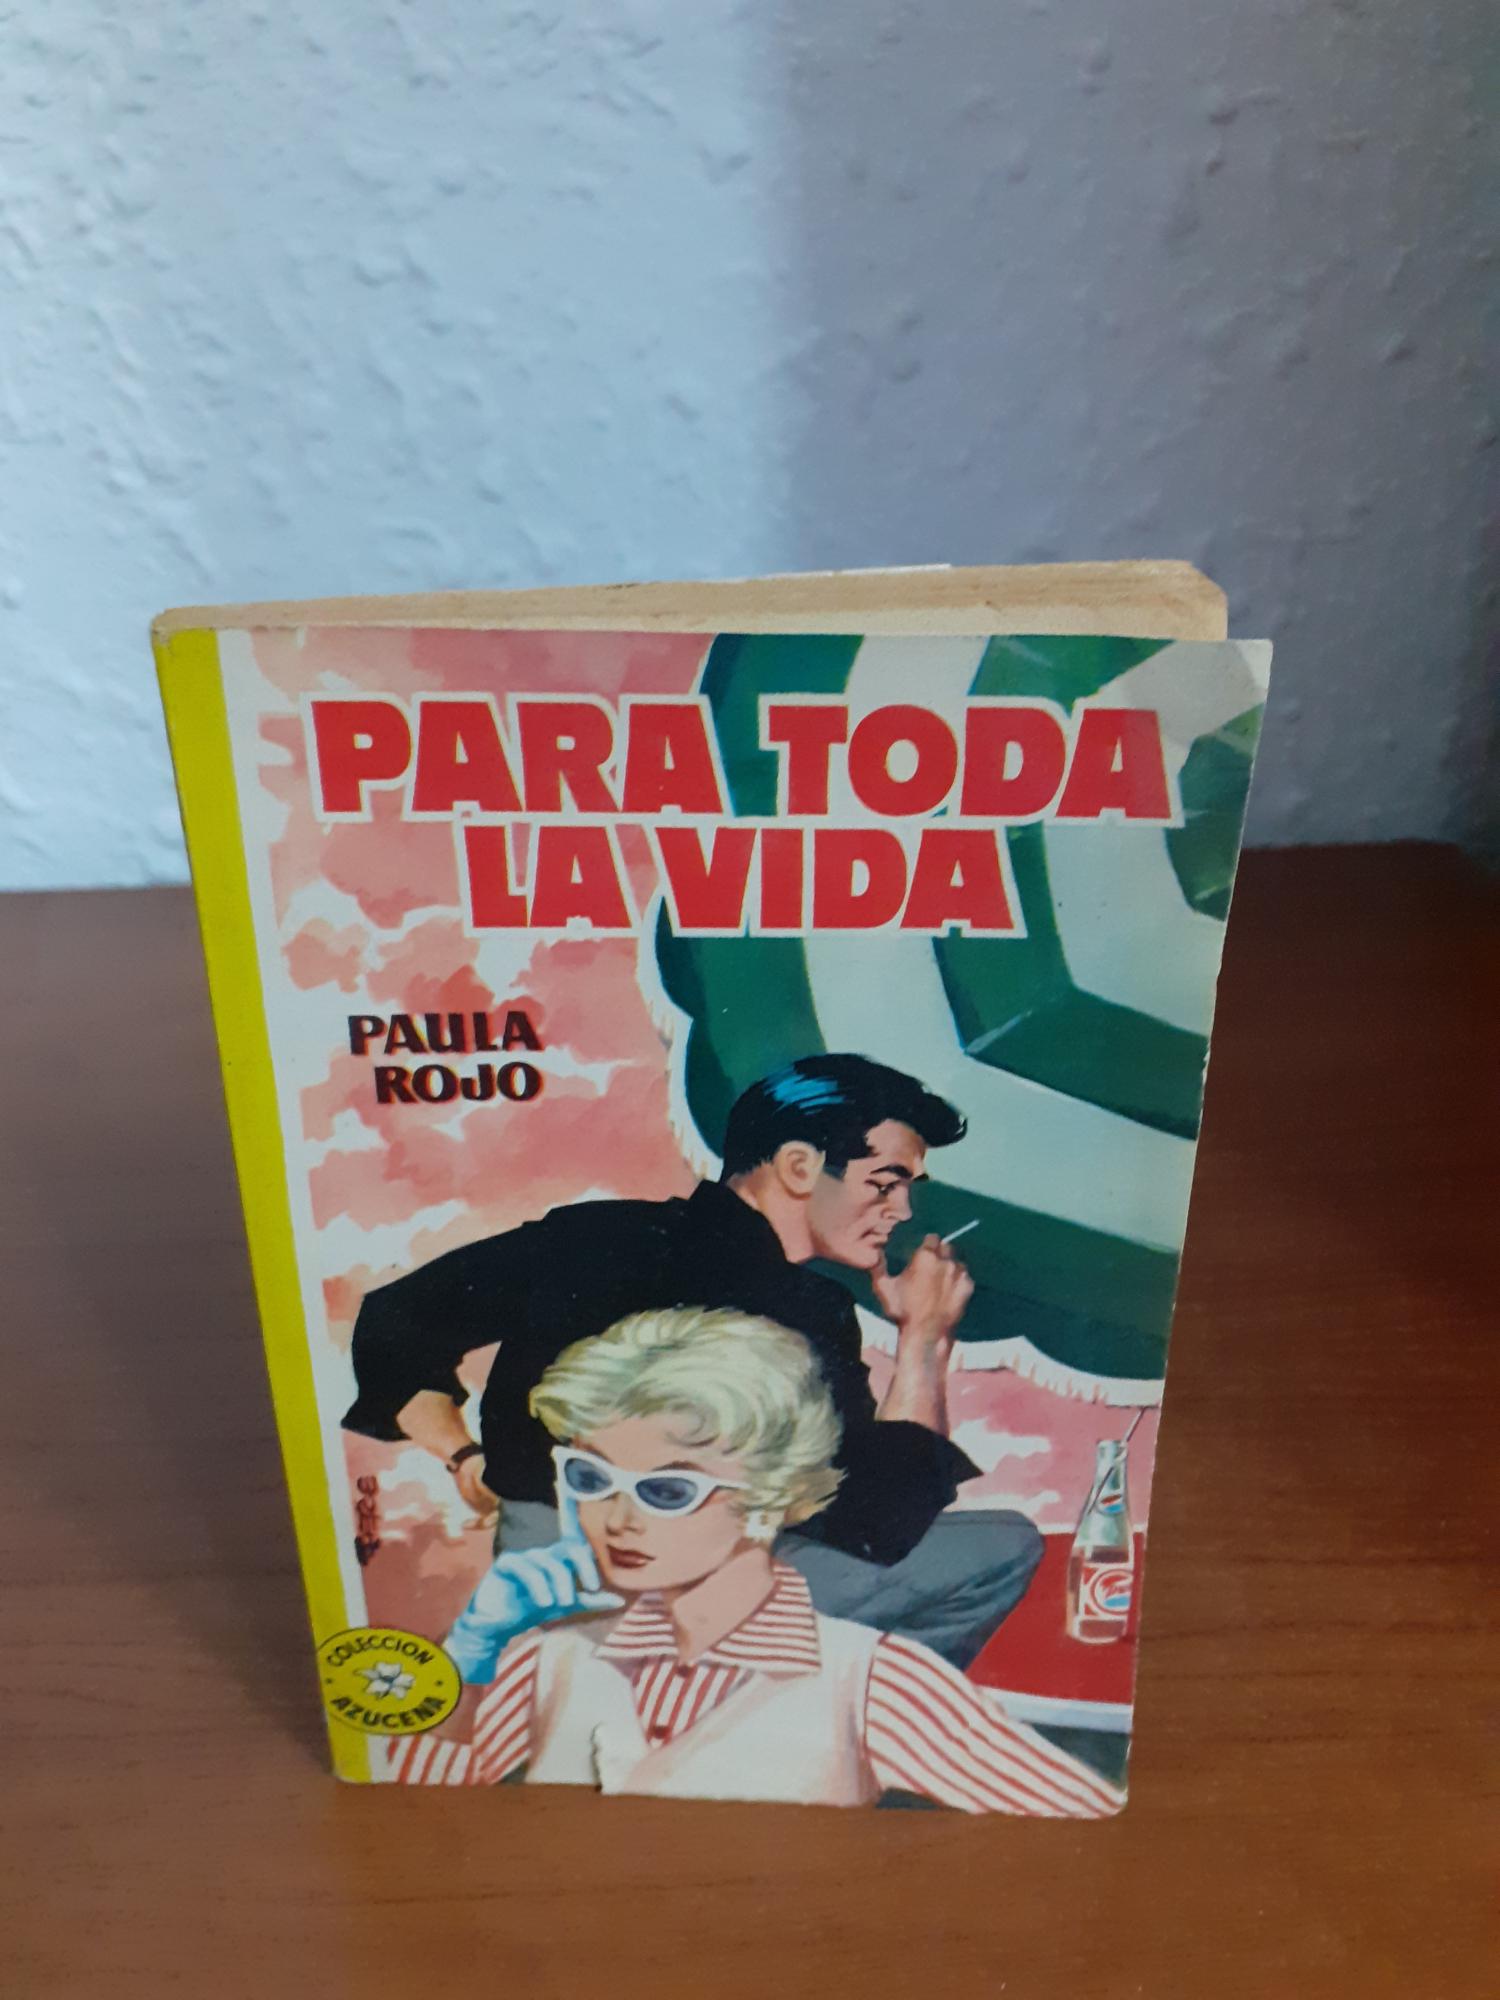 PARA TODA
LA VIDA
PAULA
ROJO
COLECCION
AZUCENA